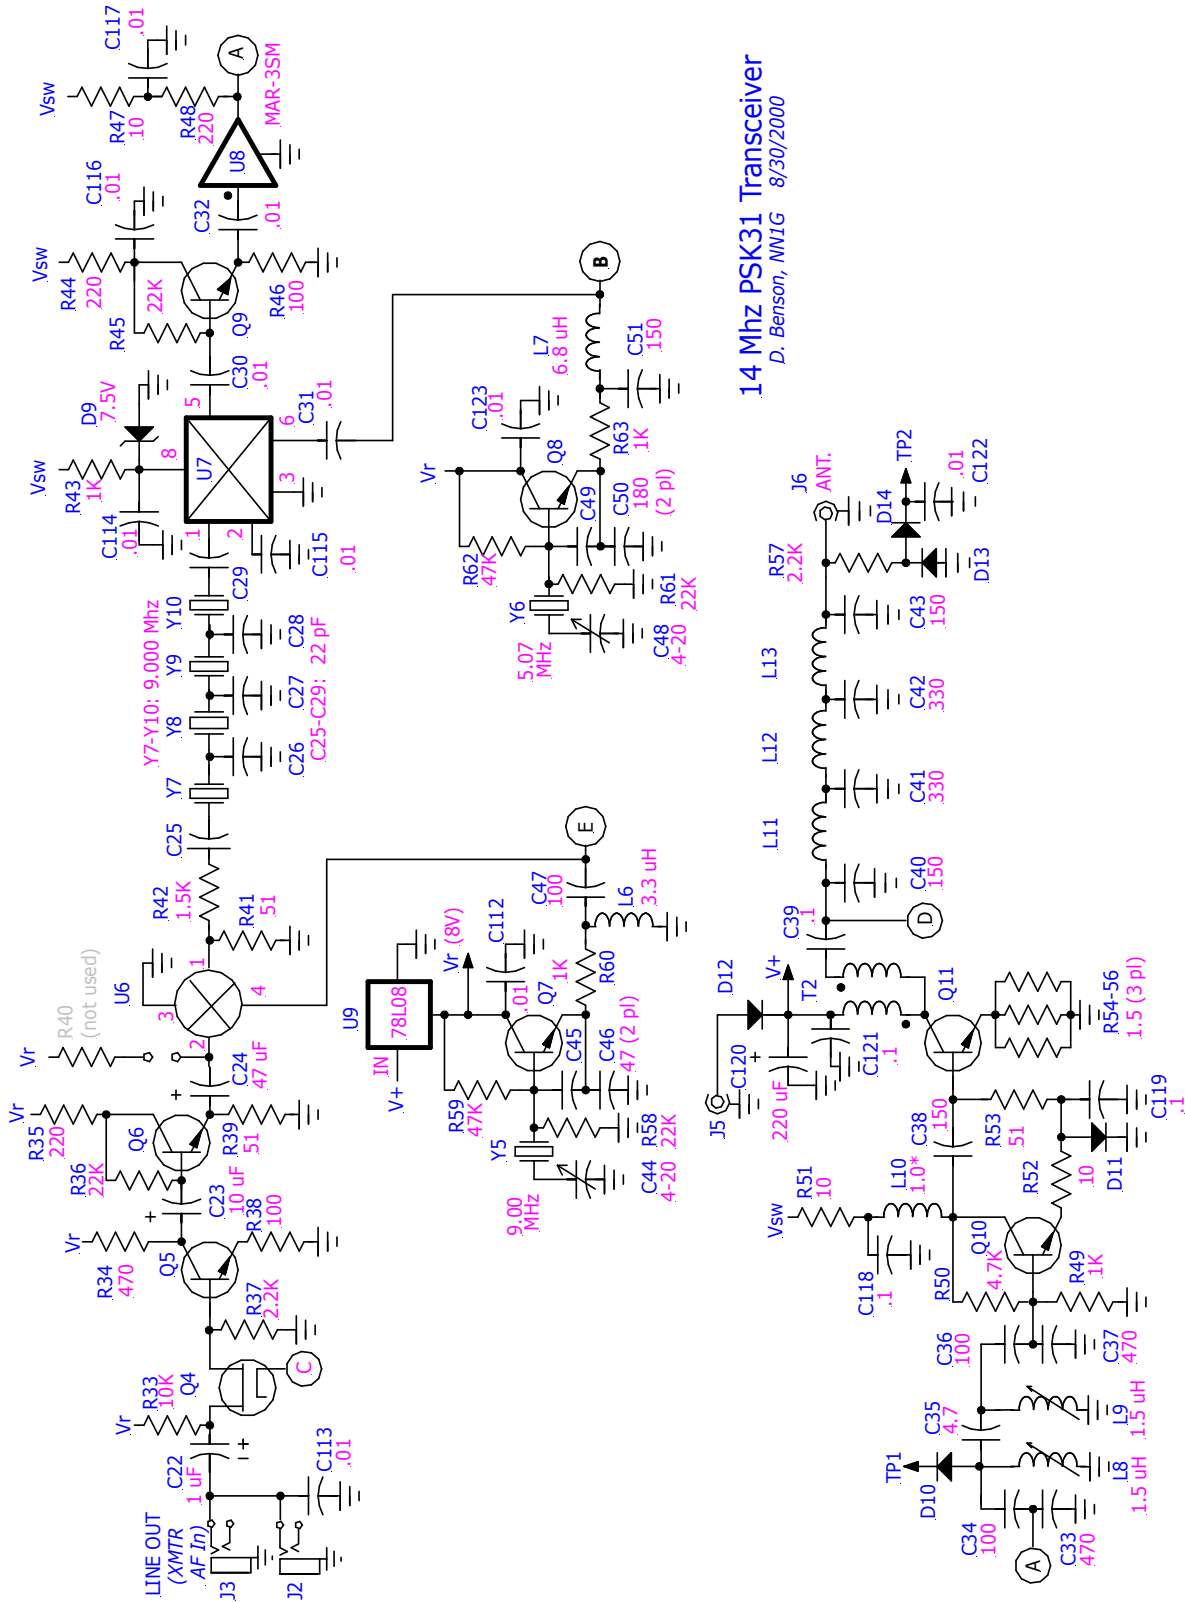 LINE OUT
(XMTR
AF In)
J3
J2
C22
1 uF
C113
.01
Vr
R33
10K
Q4
C
R37
2.2K
Vr
R34
470
Q5
R38
100
C23
10 uF
+
Vr
R35
220
R36
22K
Q6
R39
51
C24
47 uF
+
Vr
R40
(not used)
U6
3
2
1
4
R41
51
R42
1.5K
C25
Y7
C26
Y8
C27
Y9
C28
Y10
C29
Y7-Y10: 9.000 Mhz
C25-C29: 22 pF
C114
.01
Vsw
R43
1K
D9
7.5V
U7
8
1
2
3
5
6
C115
.01
C30
.01
C31
.01
Vsw
R44
220
R45
22K
C116
.01
Q9
R46
100
C32
.01
U8
MAR-3SM
Vsw
R47
10
R48
220
C117
.01
A
V+
IN
U9
78L08
Vr (8V)
R59
47K
C112
.01
Q7
Y5
9.00
MHz
C44
4-20
R58
22K
C45
C46
47 (2 pl)
R60
1K
C47
100
L6
3.3 uH
E
Vr
R62
47K
C123
.01
Q8
Y6
5.07
MHz
C48
4-20
R61
22K
C49
C50
180
(2 pl)
R63
1K
L7
6.8 uH
C51
150
B
14 Mhz PSK31 Transceiver
D. Benson, NN1G 8/30/2000
A
C33
470
C34
100
TP1
D10
L8
1.5 uH
C35
4.7
L9
1.5 uH
C36
100
C37
470
R50
4.7K
R49
1K
Q10
C118
.1
Vsw
R51
10
L10
1.0*
R52
10
D11
C119
.1
R53
51
C38
150
J5
D12
V+
C120
220 uF
+
C121
.1
T2
Q11
R54-56
1.5 (3 pl)
C39
.1
D
C40
150
L11
C41
330
L12
C42
330
L13
C43
150
R57
2.2K
D13
D14
TP2
C122
.01
J6
ANT.